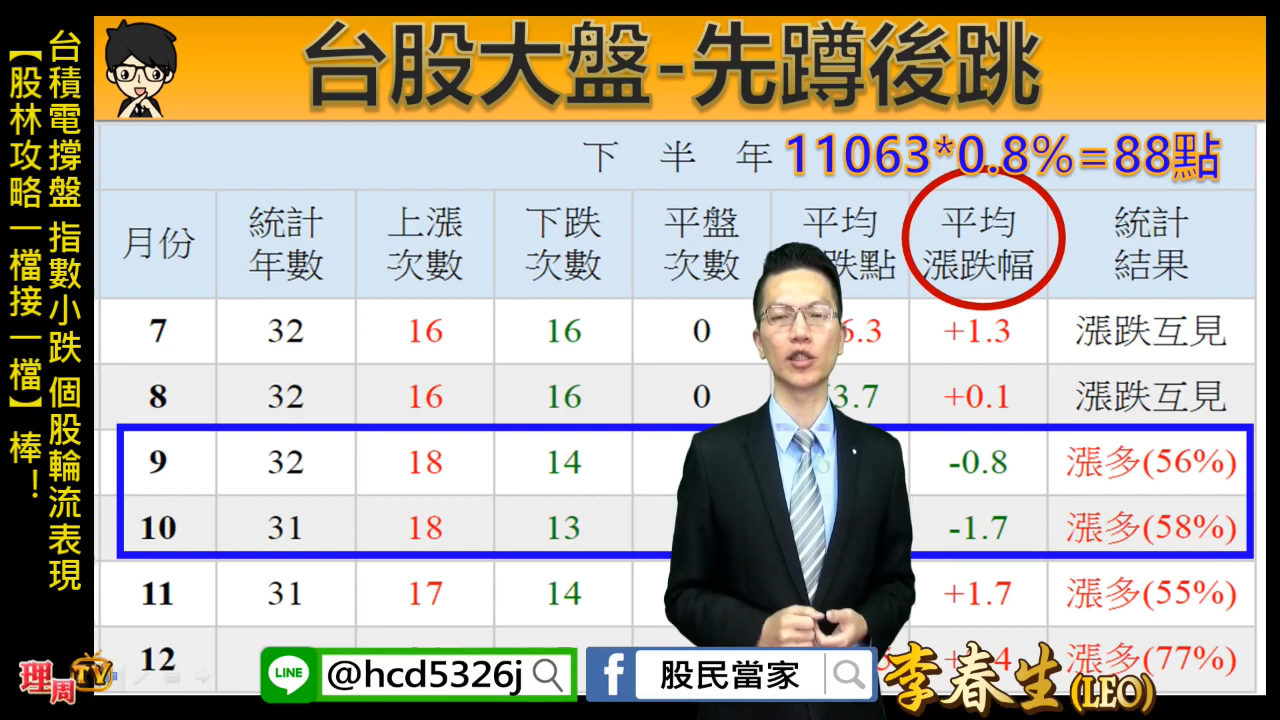 台積電撐盤 指數小跌 個股輪流表現
【股林攻略一檔接一檔】棒！
台股大盤-先蹲後跳
下 半 年 11063*0.8%=88點
月份 統計年數 上漲次數 下跌次數 平盤次數 平均 跌點 平均漲跌幅 統計結果
7 32 16 16 0 6.3 +1.3 漲跌互見
8 32 16 16 0 3.7 +0.1 漲跌互見
9 32 18 14 -0.8 漲多(56%)
10 31 18 13 -1.7 漲多(58%)
11 31 17 14 +1.7 漲多(55%)
12 漲多(77%)
理周TV
LINE @hcd5326j
f 股民當家
李春生(LEO)